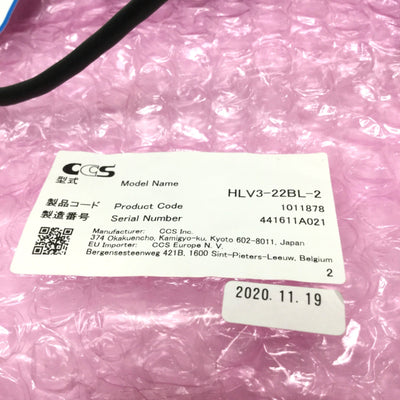 CCS
型式 Model Name HLV3-22BL-2
製品コード Product Code 1011878
製造番号 Serial Number 441611A021
Manufacturer: CCS Inc.
374 Okakuencho, Kamigyo-ku, Kyoto 602-8011, Japan
EU Importer: CCS Europe N. V.
Bergensesteenweg 421B, 1600 Sint-Pieters-Leeuw, Belgium
2
2020.11.19